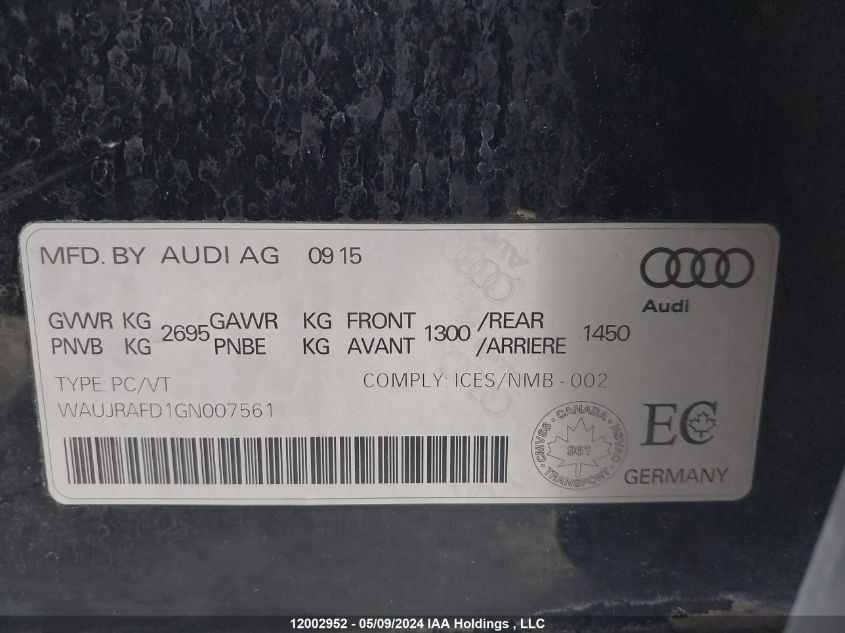 MFD. BY AUDI AG 09 15
Audi
GVWR KG 2695 GAWR KG FRONT 1300 /REAR 1450
PNVB KG PNBE KG AVANT /ARRIERE
TYPE: PC/VT COMPLY: ICES/NMB - 002
WAUJRAFD1GN007561
CMVSS · CANADA · NSVAC
961
TRANSPORT
EC
GERMANY
12002952 - 05/09/2024 IAA Holdings , LLC